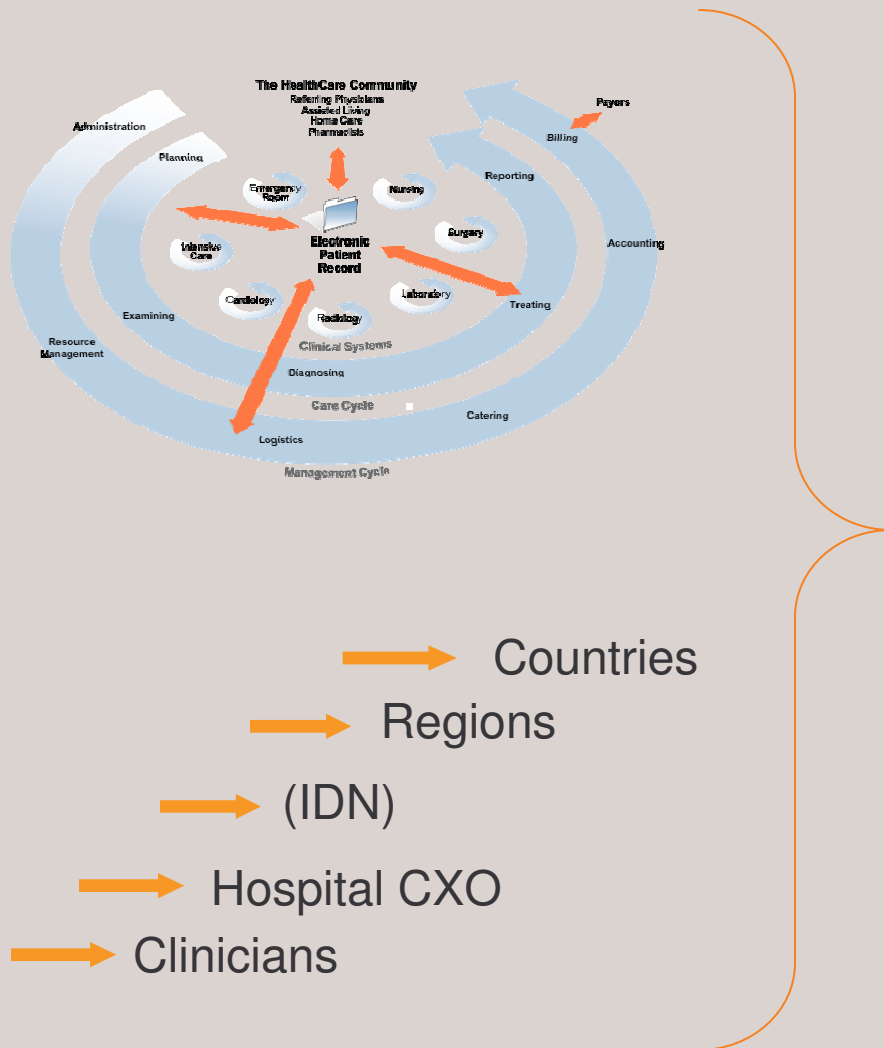 The HealthCare Community
Referring Physicians
Assisted Living
Home Care
Pharmacists
Payors
Administration
Billing
Planning
Reporting
Emergency
Room
Nursing
Surgery
Accounting
Electronic
Patient
Record
Intensive
Care
Cardiology
Laboratory
Radiology
Treating
Examining
Clinical Systems
Resource
Management
Diagnosing
Care Cycle
Catering
Logistics
Management Cycle
Countries
Regions
(IDN)
Hospital CXO
Clinicians